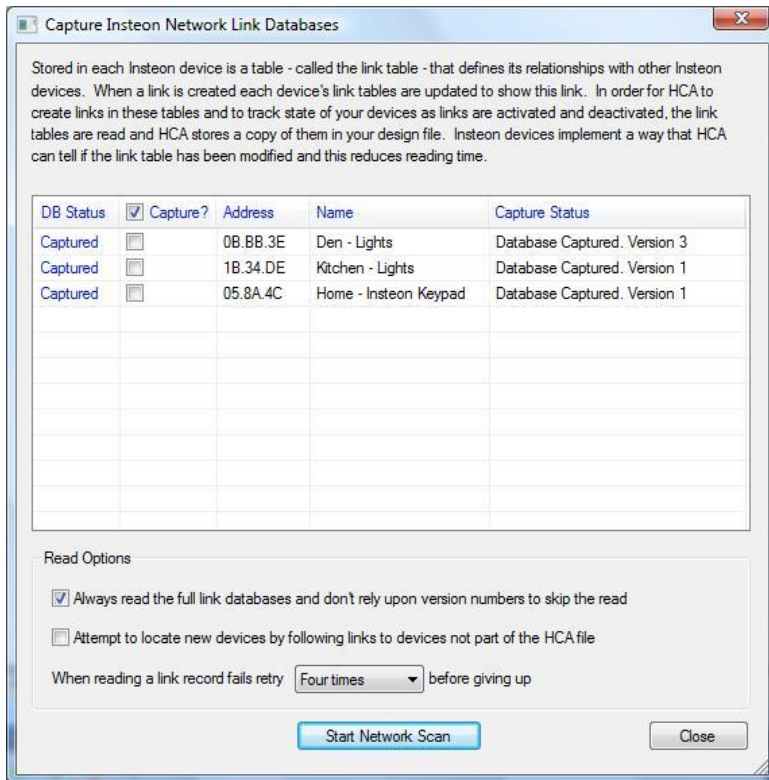 Capture Insteon Network Link Databases
Stored in each Insteon device is a table - called the link table - that defines its relationships with other Insteon
devices. When a link is created each device's link tables are updated to show this link. In order for HCA to
create links in these tables and to track state of your devices as links are activated and deactivated, the link
tables are read and HCA stores a copy of them in your design file. Insteon devices implement a way that HCA
can tell if the link table has been modified and this reduces reading time.
DB Status Capture? Address Name Capture Status
Captured 0B.BB.3E Den - Lights Database Captured. Version 3
Captured 1B.34.DE Kitchen - Lights Database Captured. Version 1
Captured 05.8A.4C Home - Insteon Keypad Database Captured. Version 1
Read Options
Always read the full link databases and don't rely upon version numbers to skip the read
Attempt to locate new devices by following links to devices not part of the HCA file
When reading a link record fails retry Four times before giving up
Start Network Scan Close